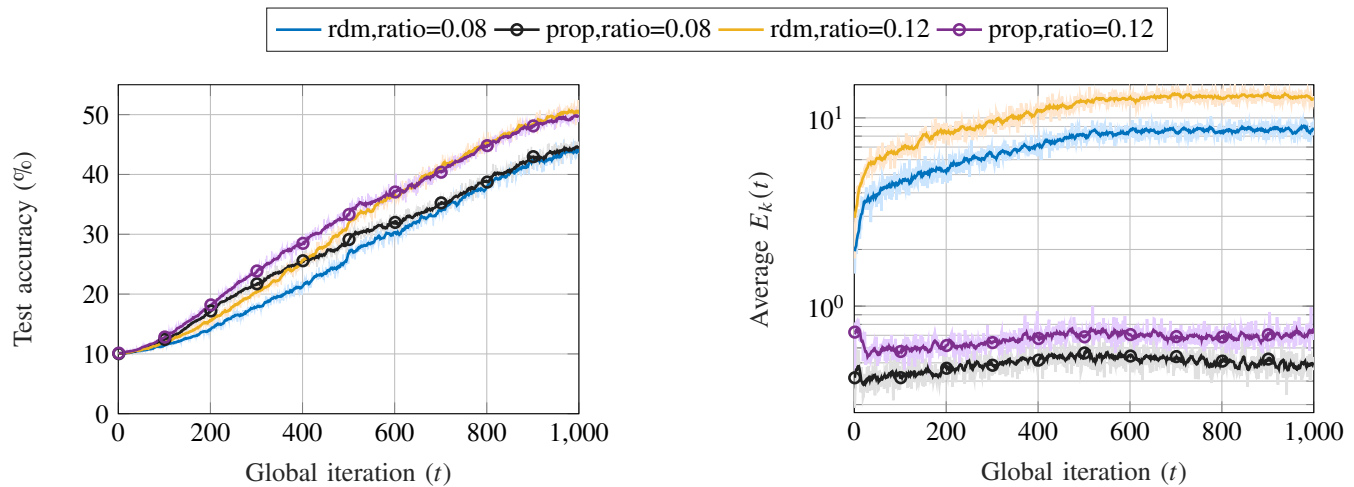 rdm,ratio=0.08 prop,ratio=0.08 rdm,ratio=0.12 prop,ratio=0.12
Test accuracy (%)
50
40
30
20
10
0
0 200 400 600 800 1,000
Global iteration (t)
Average E_k(t)
10^1
10^0
0 200 400 600 800 1,000
Global iteration (t)